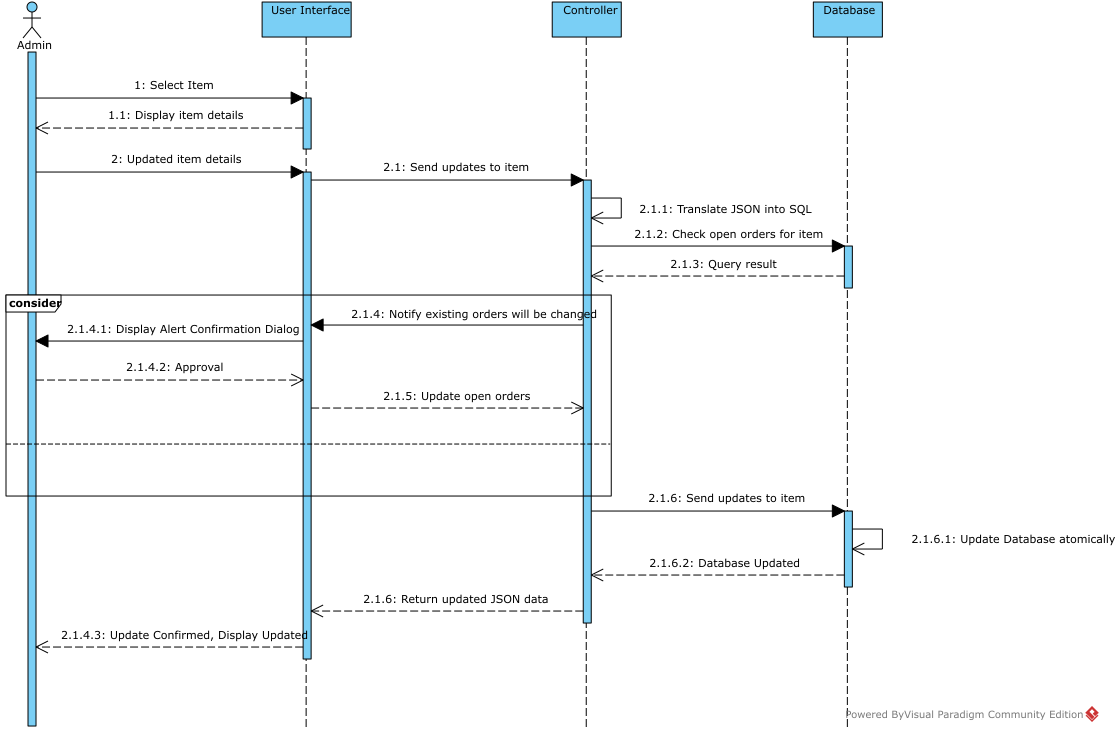 User Interface
Controller
Database
Admin
1: Select Item
1.1: Display item details
2: Updated item details
2.1: Send updates to item
2.1.1: Translate JSON into SQL
2.1.2: Check open orders for item
2.1.3: Query result
consider
2.1.4: Notify existing orders will be changed
2.1.4.1: Display Alert Confirmation Dialog
2.1.4.2: Approval
2.1.5: Update open orders
2.1.6: Send updates to item
2.1.6.1: Update Database atomically
2.1.6.2: Database Updated
2.1.6: Return updated JSON data
2.1.4.3: Update Confirmed, Display Updated
Powered ByVisual Paradigm Community Edition